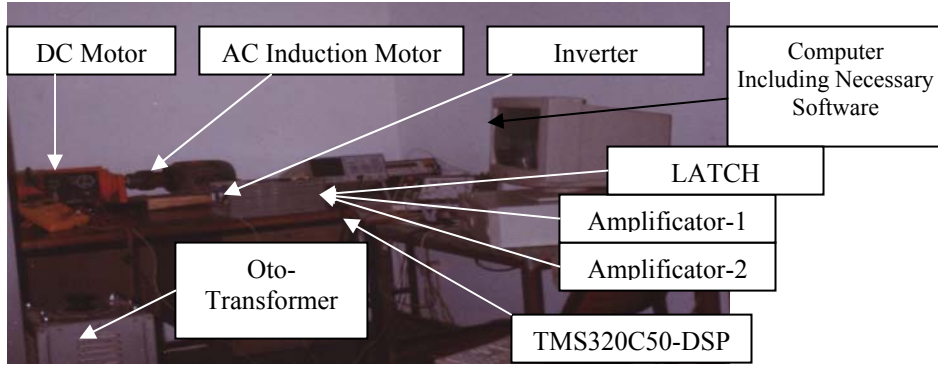 DC Motor
AC Induction Motor
Inverter
Computer
Including Necessary
Software
LATCH
Amplificator-1
Amplificator-2
Oto-
Transformer
TMS320C50-DSP